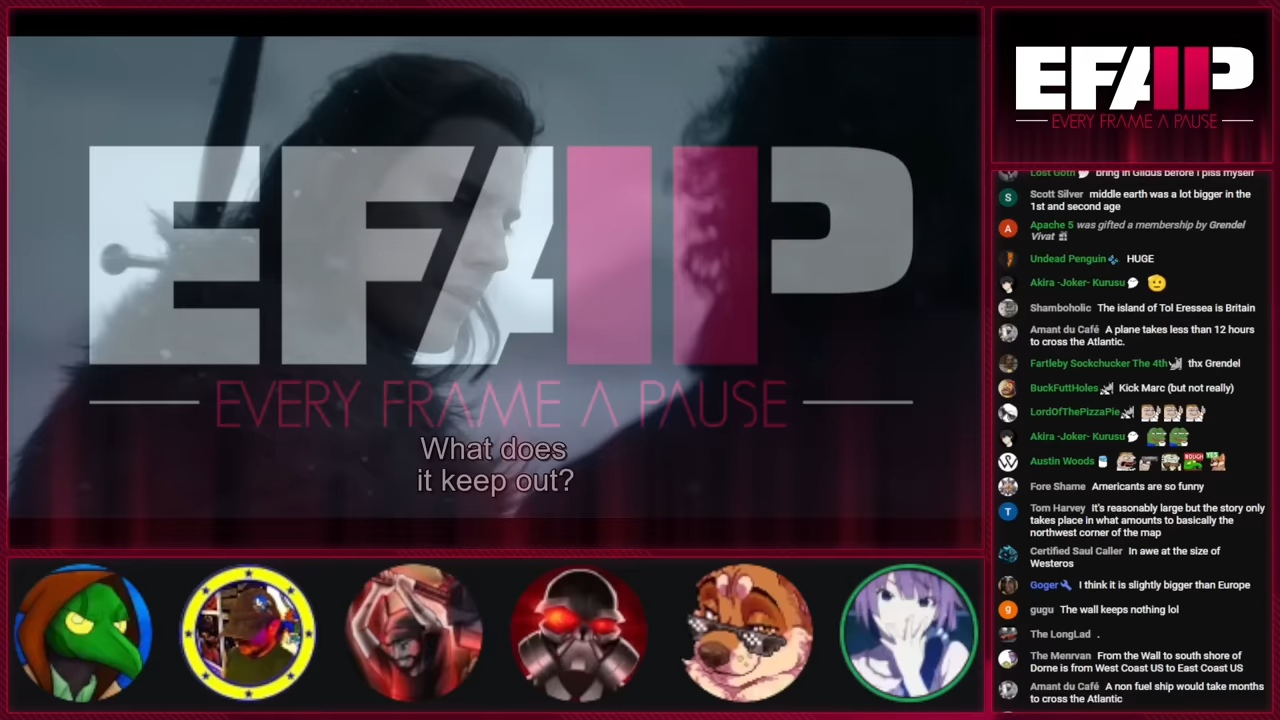 EFAP
EVERY FRAME A PAUSE
What does
it keep out?
EFAP
EVERY FRAME A PAUSE
Lost Goth bring in Glidus before I piss myself
Scott Silver middle earth was a lot bigger in the
1st and second age
Apache 5 was gifted a membership by Grendel
Vivat
Undead Penguin HUGE
Akira -Joker- Kurusu
Shamboholic The island of Tol Eressea is Britain
Amant du Café A plane takes less than 12 hours
to cross the Atlantic.
Fartleby Sockchucker The 4th thx Grendel
BuckFuttHoles Kick Marc (but not really)
LordOfThePizzaPie
Akira -Joker- Kurusu
Austin Woods
Fore Shame Americants are so funny
Tom Harvey It's reasonably large but the story only
takes place in what amounts to basically the
northwest corner of the map
Certified Saul Caller In awe at the size of
Westeros
Goger I think it is slightly bigger than Europe
gugu The wall keeps nothing lol
The LongLad .
The Menrvan From the Wall to south shore of
Dorne is from West Coast US to East Coast US
Amant du Café A non fuel ship would take months
to cross the Atlantic